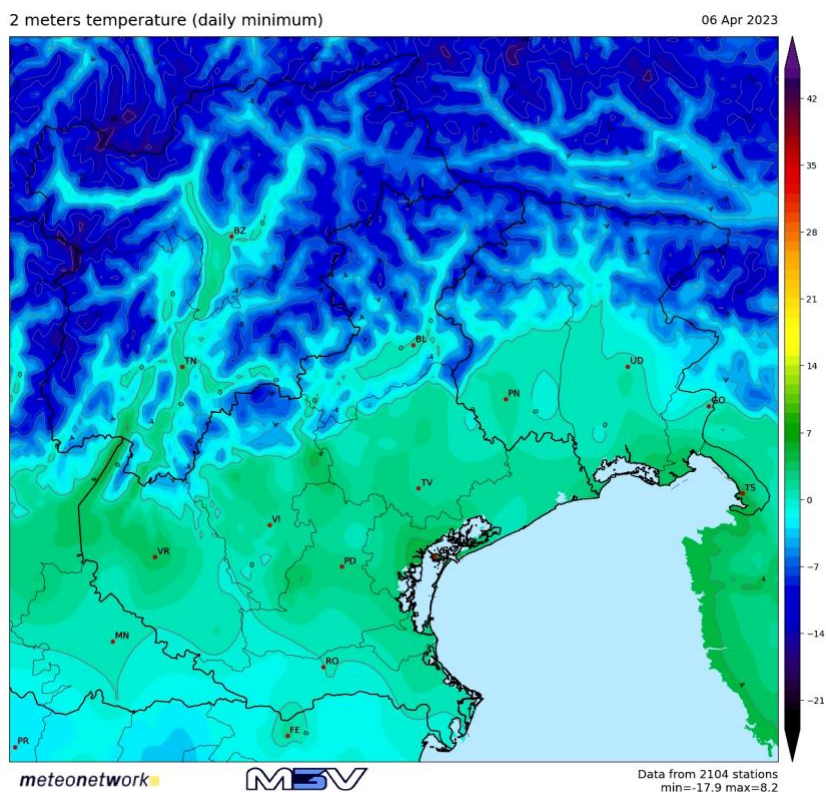 2 meters temperature (daily minimum)
06 Apr 2023
42
35
28
21
14
7
0
−7
−14
−21
BZ
TN
BL
UD
PN
GO
TV
TS
VI
VR
PD
MN
RO
FE
PR
meteonetwork
Data from 2104 stations
min=-17.9 max=8.2